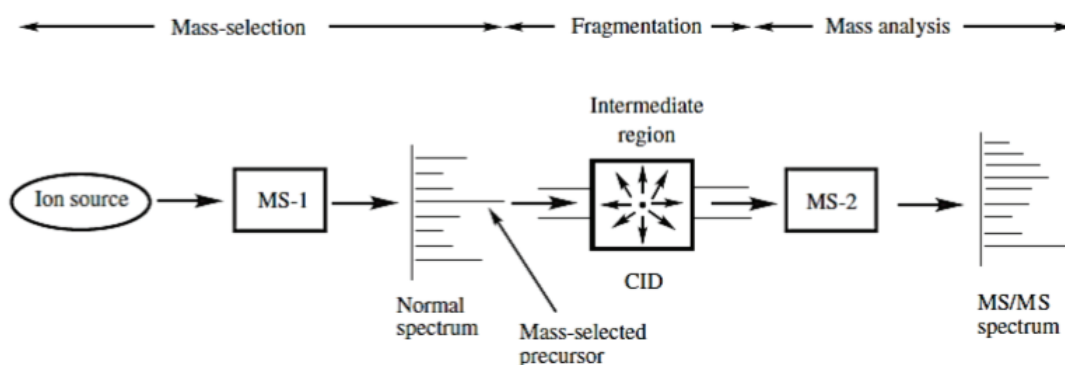 Mass-selection
Fragmentation
Mass analysis
Intermediate
region
Ion source
MS-1
MS-2
CID
Normal
spectrum
Mass-selected
precursor
MS/MS
spectrum